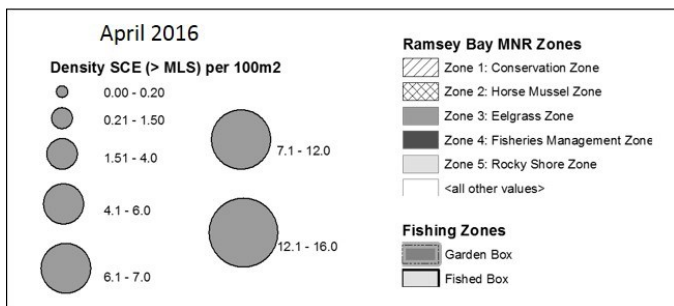 April 2016
Density SCE (> MLS) per 100m2
0.00 - 0.20
0.21 - 1.50
1.51 - 4.0
4.1 - 6.0
6.1 - 7.0
7.1 - 12.0
12.1 - 16.0
Ramsey Bay MNR Zones
Zone 1: Conservation Zone
Zone 2: Horse Mussel Zone
Zone 3: Eelgrass Zone
Zone 4: Fisheries Management Zone
Zone 5: Rocky Shore Zone
<all other values>
Fishing Zones
Garden Box
Fished Box